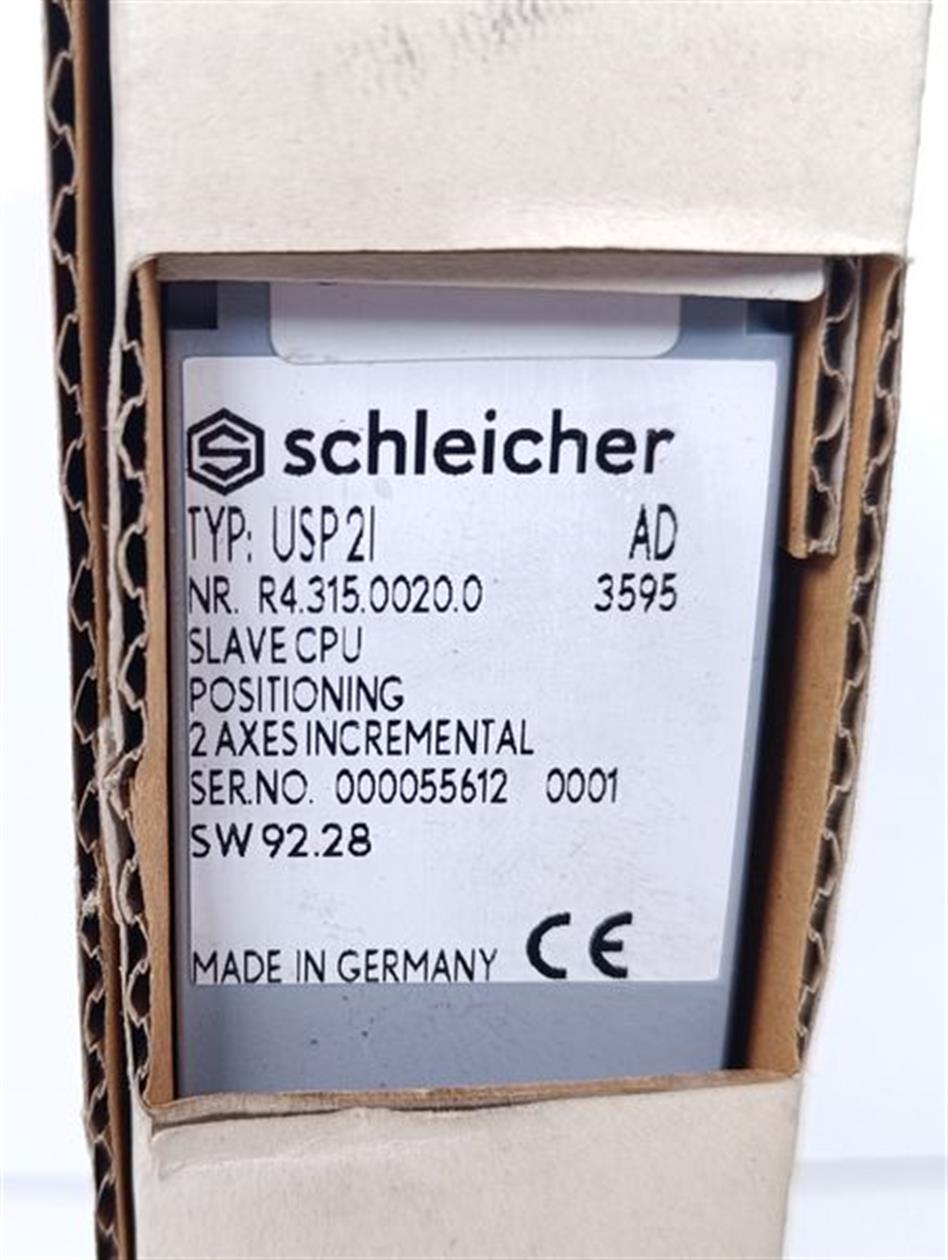 schleicher
TYP: USP 2I AD
NR. R4.315.0020.0 3595
SLAVE CPU
POSITIONING
2 AXES INCREMENTAL
SER.NO. 000055612 0001
SW 92.28
MADE IN GERMANY CE